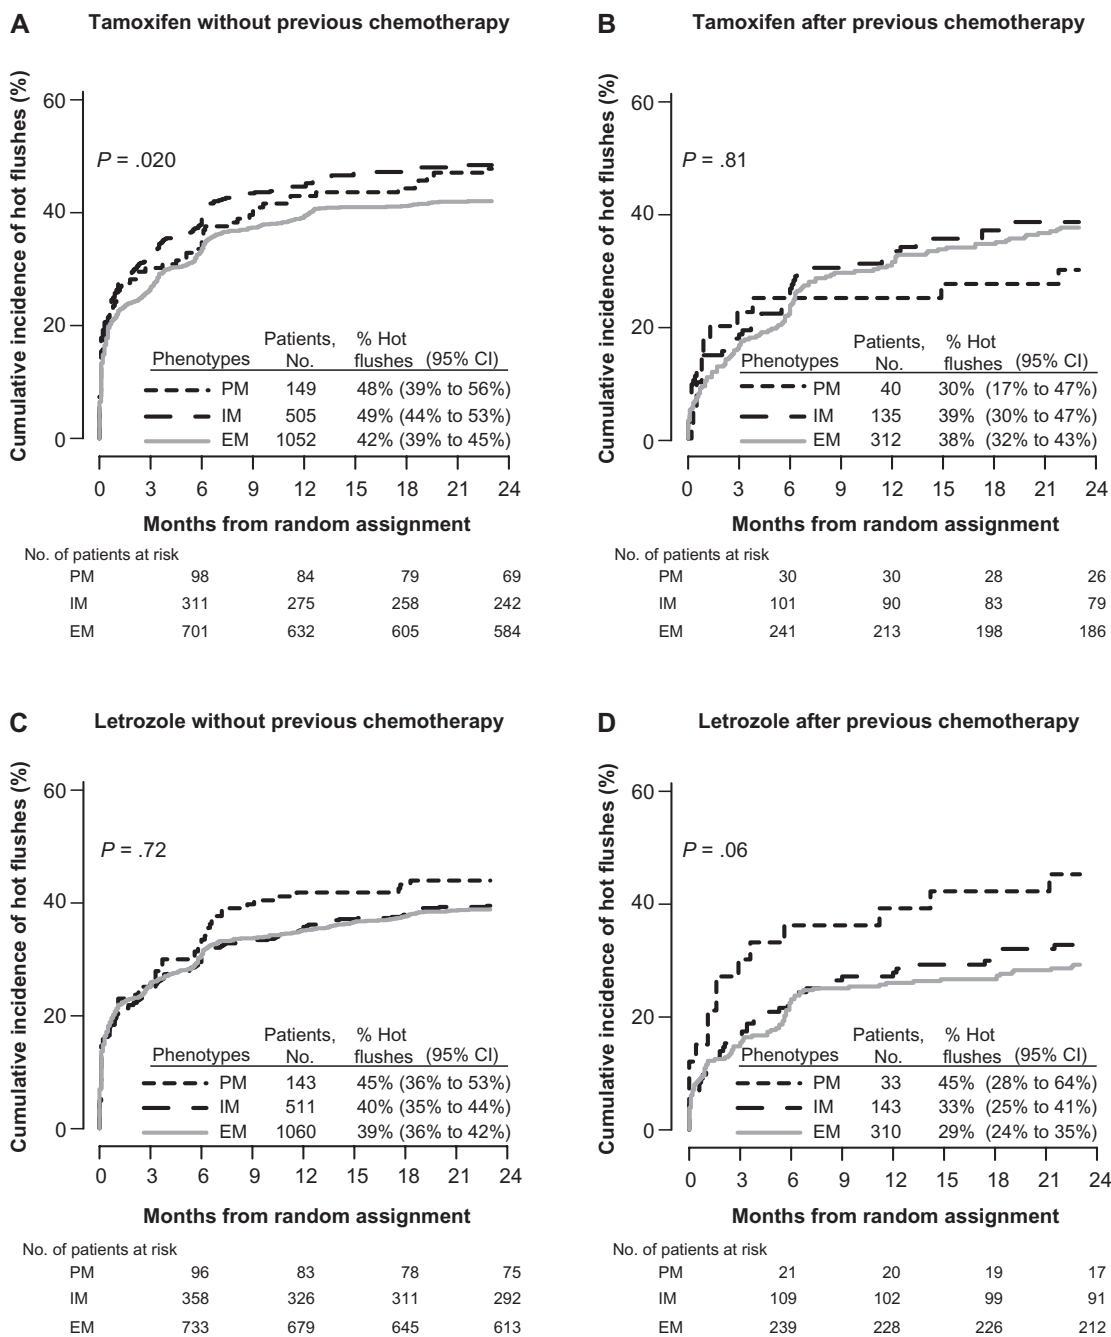 A Tamoxifen without previous chemotherapy
Cumulative incidence of hot flushes (%)
60
40
20
0
P = .020
Phenotypes Patients, No. % Hot flushes (95% CI)
PM 149 48% (39% to 56%)
IM 505 49% (44% to 53%)
EM 1052 42% (39% to 45%)
0 3 6 9 12 15 18 21 24
Months from random assignment
No. of patients at risk
PM 98 84 79 69
IM 311 275 258 242
EM 701 632 605 584
B Tamoxifen after previous chemotherapy
Cumulative incidence of hot flushes (%)
60
40
20
0
P = .81
Phenotypes Patients, No. % Hot flushes (95% CI)
PM 40 30% (17% to 47%)
IM 135 39% (30% to 47%)
EM 312 38% (32% to 43%)
0 3 6 9 12 15 18 21 24
Months from random assignment
No. of patients at risk
PM 30 30 28 26
IM 101 90 83 79
EM 241 213 198 186
C Letrozole without previous chemotherapy
Cumulative incidence of hot flushes (%)
60
40
20
0
P = .72
Phenotypes Patients, No. % Hot flushes (95% CI)
PM 143 45% (36% to 53%)
IM 511 40% (35% to 44%)
EM 1060 39% (36% to 42%)
0 3 6 9 12 15 18 21 24
Months from random assignment
No. of patients at risk
PM 96 83 78 75
IM 358 326 311 292
EM 733 679 645 613
D Letrozole after previous chemotherapy
Cumulative incidence of hot flushes (%)
60
40
20
0
P = .06
Phenotypes Patients, No. % Hot flushes (95% CI)
PM 33 45% (28% to 64%)
IM 143 33% (25% to 41%)
EM 310 29% (24% to 35%)
0 3 6 9 12 15 18 21 24
Months from random assignment
No. of patients at risk
PM 21 20 19 17
IM 109 102 99 91
EM 239 228 226 212